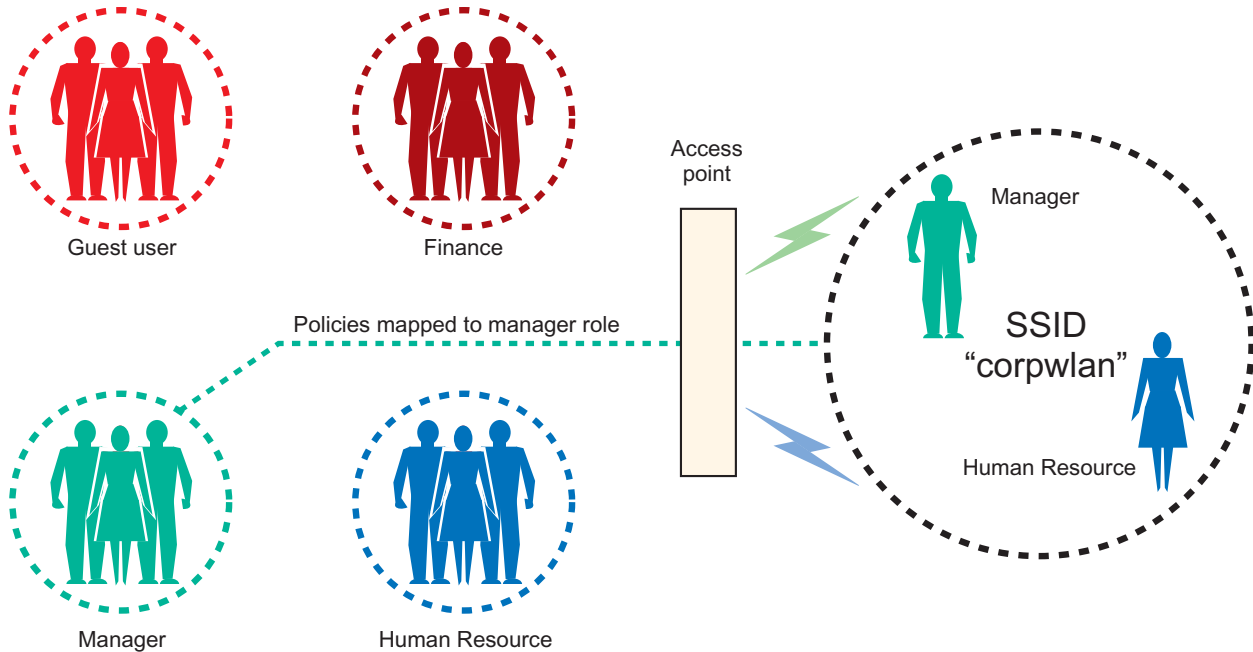 Guest user
Finance
Access
point
Manager
Policies mapped to manager role
SSID
“corpwlan”
Human Resource
Manager
Human Resource